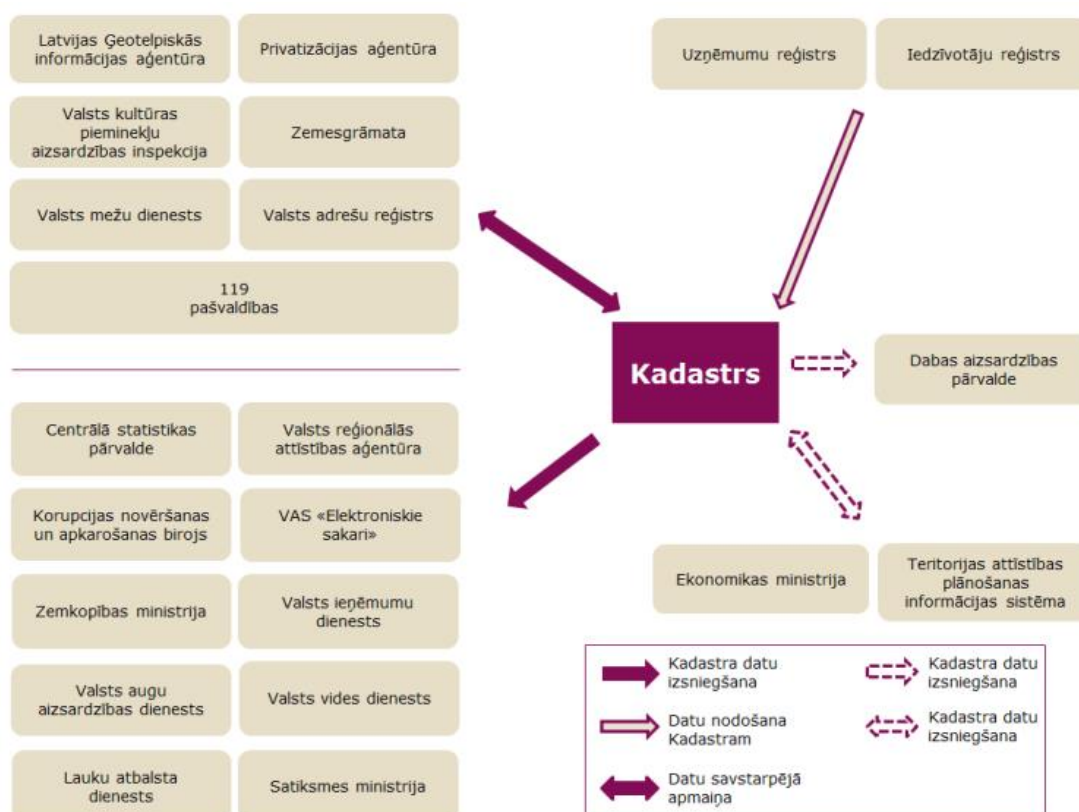 Latvijas Ģeotelpiskās
informācijas aģentūra
Privatizācijas aģentūra
Valsts kultūras
pieminekļu
aizsardzības inspekcija
Zemesgrāmata
Valsts mežu dienests
Valsts adrešu reģistrs
119
pašvaldības
Uzņēmumu reģistrs
Iedzīvotāju reģistrs
Kadastrs
Dabas aizsardzības
pārvalde
Centrālā statistikas
pārvalde
Valsts reģionālās
attīstības aģentūra
Korupcijas novēršanas
un apkarošanas birojs
VAS «Elektroniskie
sakari»
Zemkopības ministrija
Valsts ieņēmumu
dienests
Valsts augu
aizsardzības dienests
Valsts vides dienests
Lauku atbalsta
dienests
Satiksmes ministrija
Ekonomikas ministrija
Teritorijas attīstības
plānošanas
informācijas sistēma
Kadastra datu
izsniegšana
Datu nodošana
Kadastram
Datu savstarpējā
apmaiņa
Kadastra datu
izsniegšana
Kadastra datu
izsniegšana